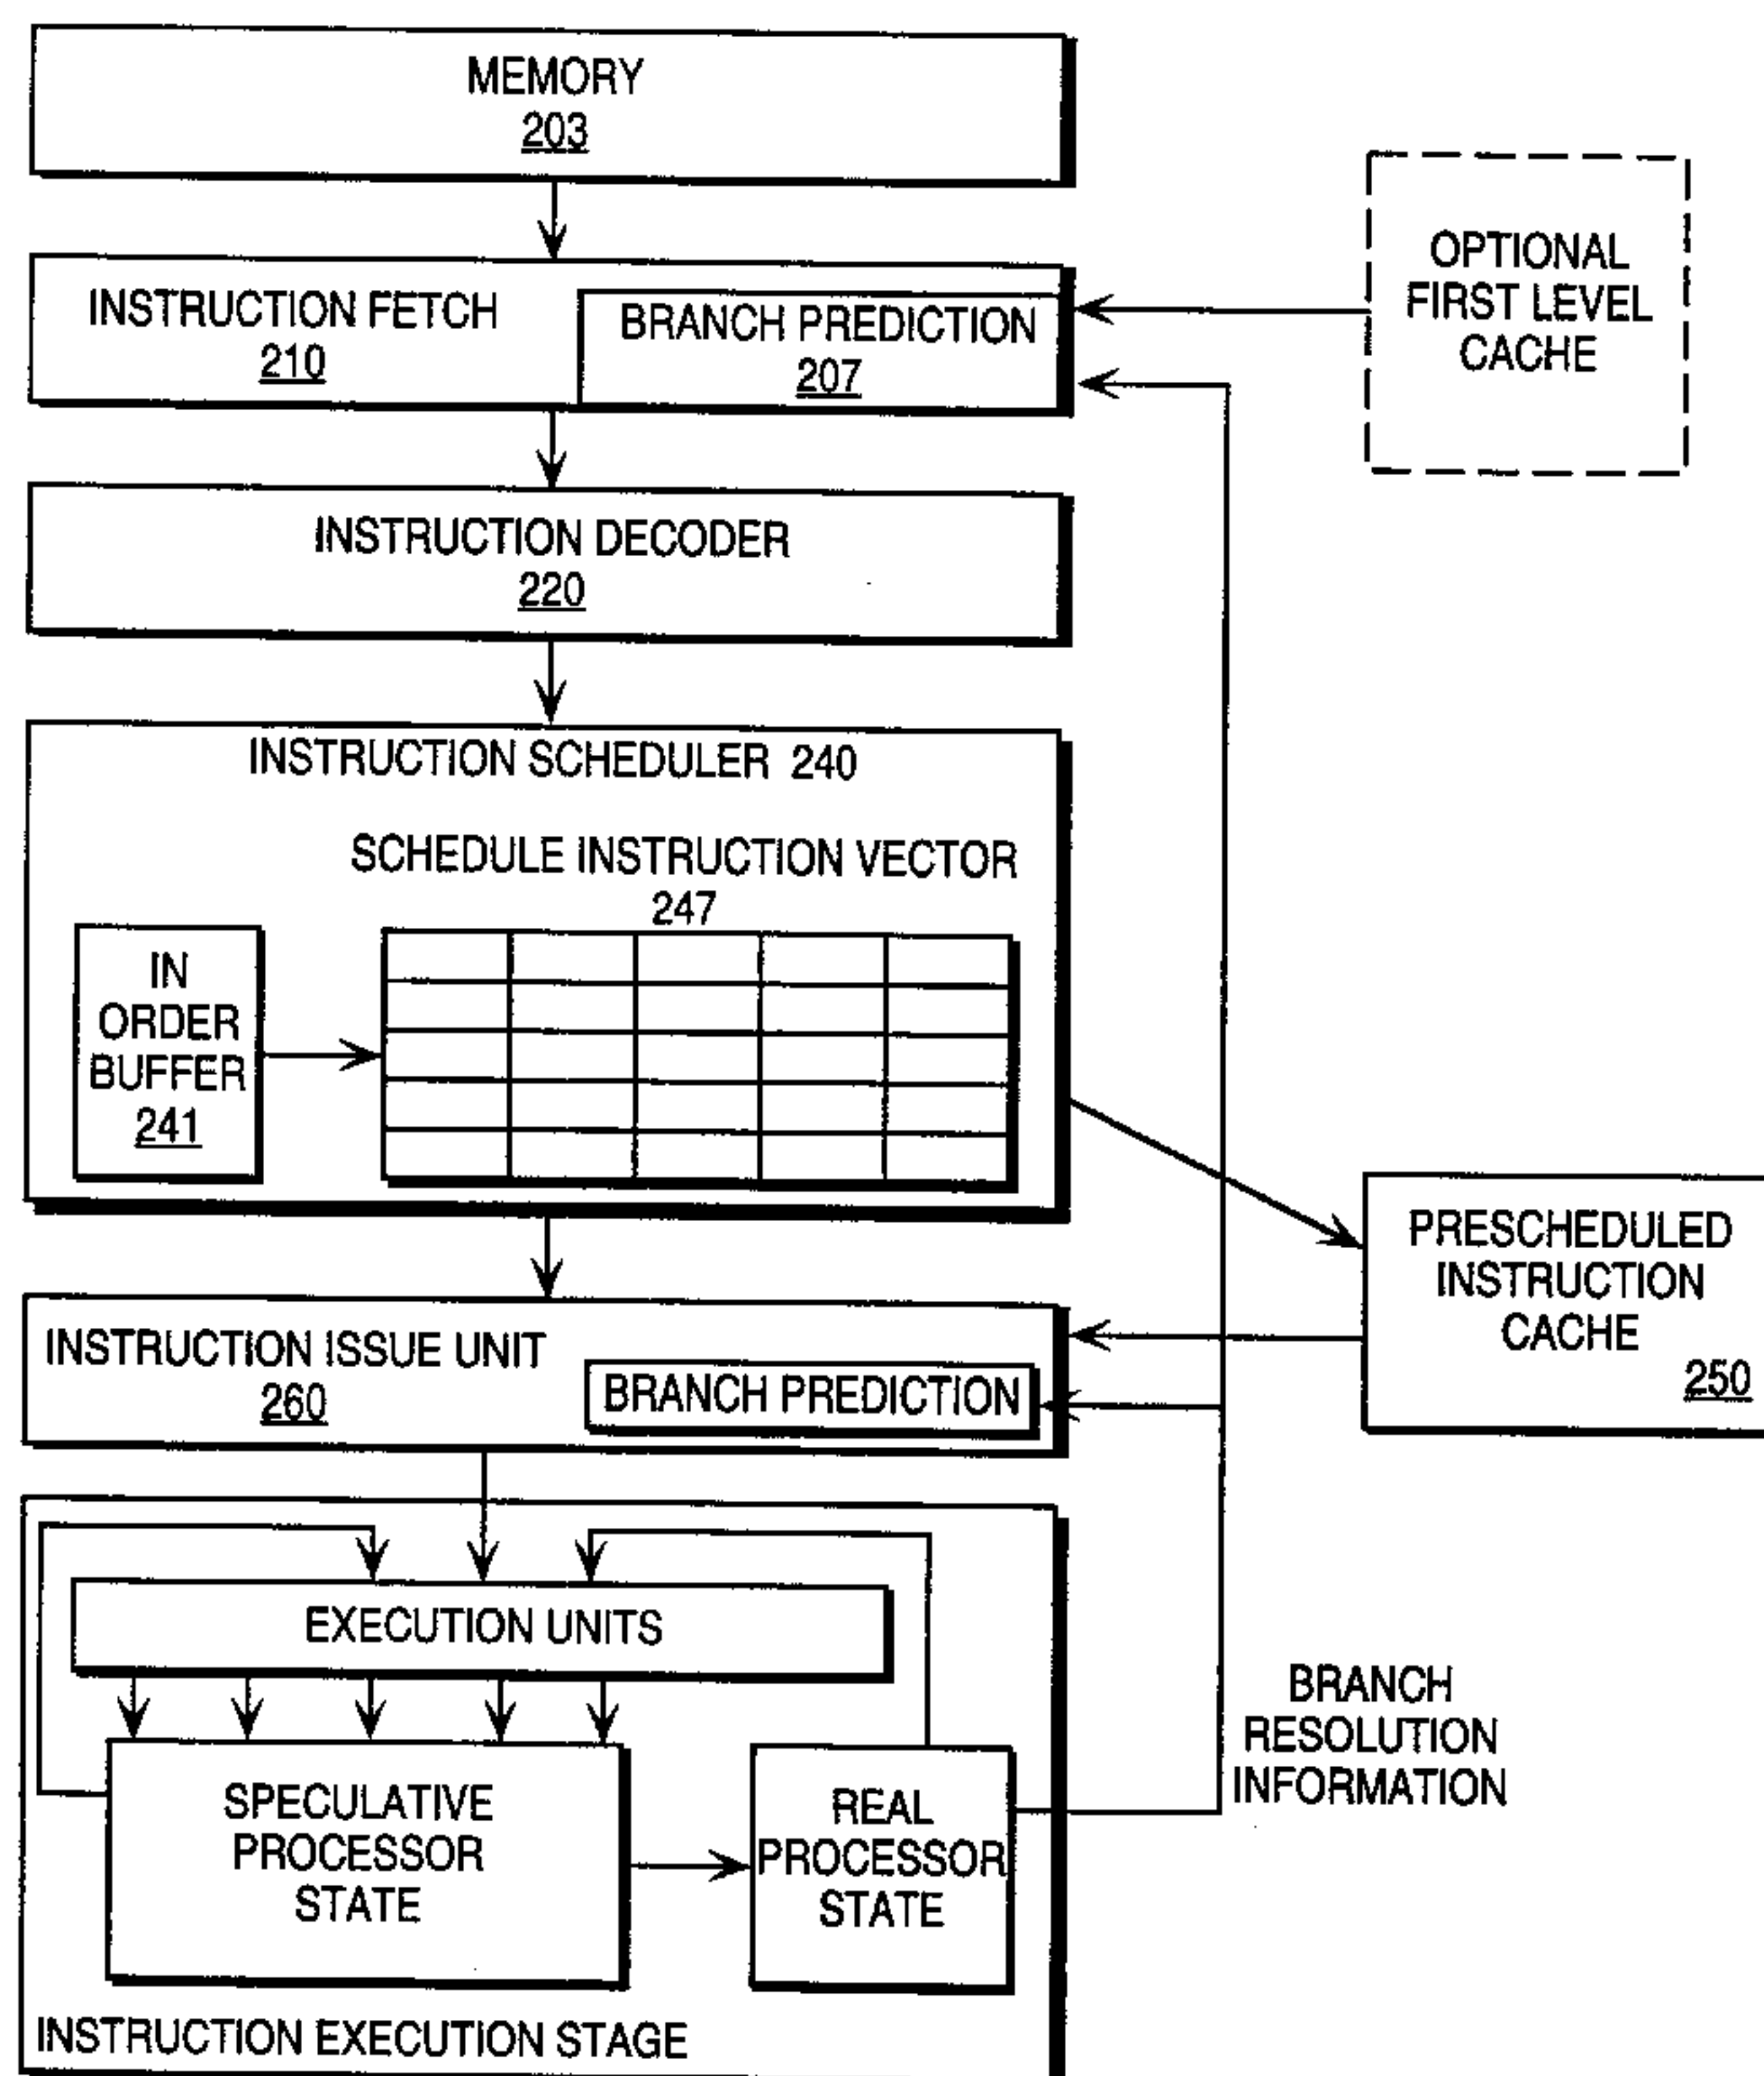 MEMORY
203
INSTRUCTION FETCH
210
BRANCH PREDICTION
207
OPTIONAL
FIRST LEVEL
CACHE
INSTRUCTION DECODER
220
INSTRUCTION SCHEDULER 240
SCHEDULE INSTRUCTION VECTOR
247
IN
ORDER
BUFFER
241
PRESCHEDULED
INSTRUCTION
CACHE
250
INSTRUCTION ISSUE UNIT
260
BRANCH PREDICTION
EXECUTION UNITS
SPECULATIVE
PROCESSOR
STATE
REAL
PROCESSOR
STATE
BRANCH
RESOLUTION
INFORMATION
INSTRUCTION EXECUTION STAGE